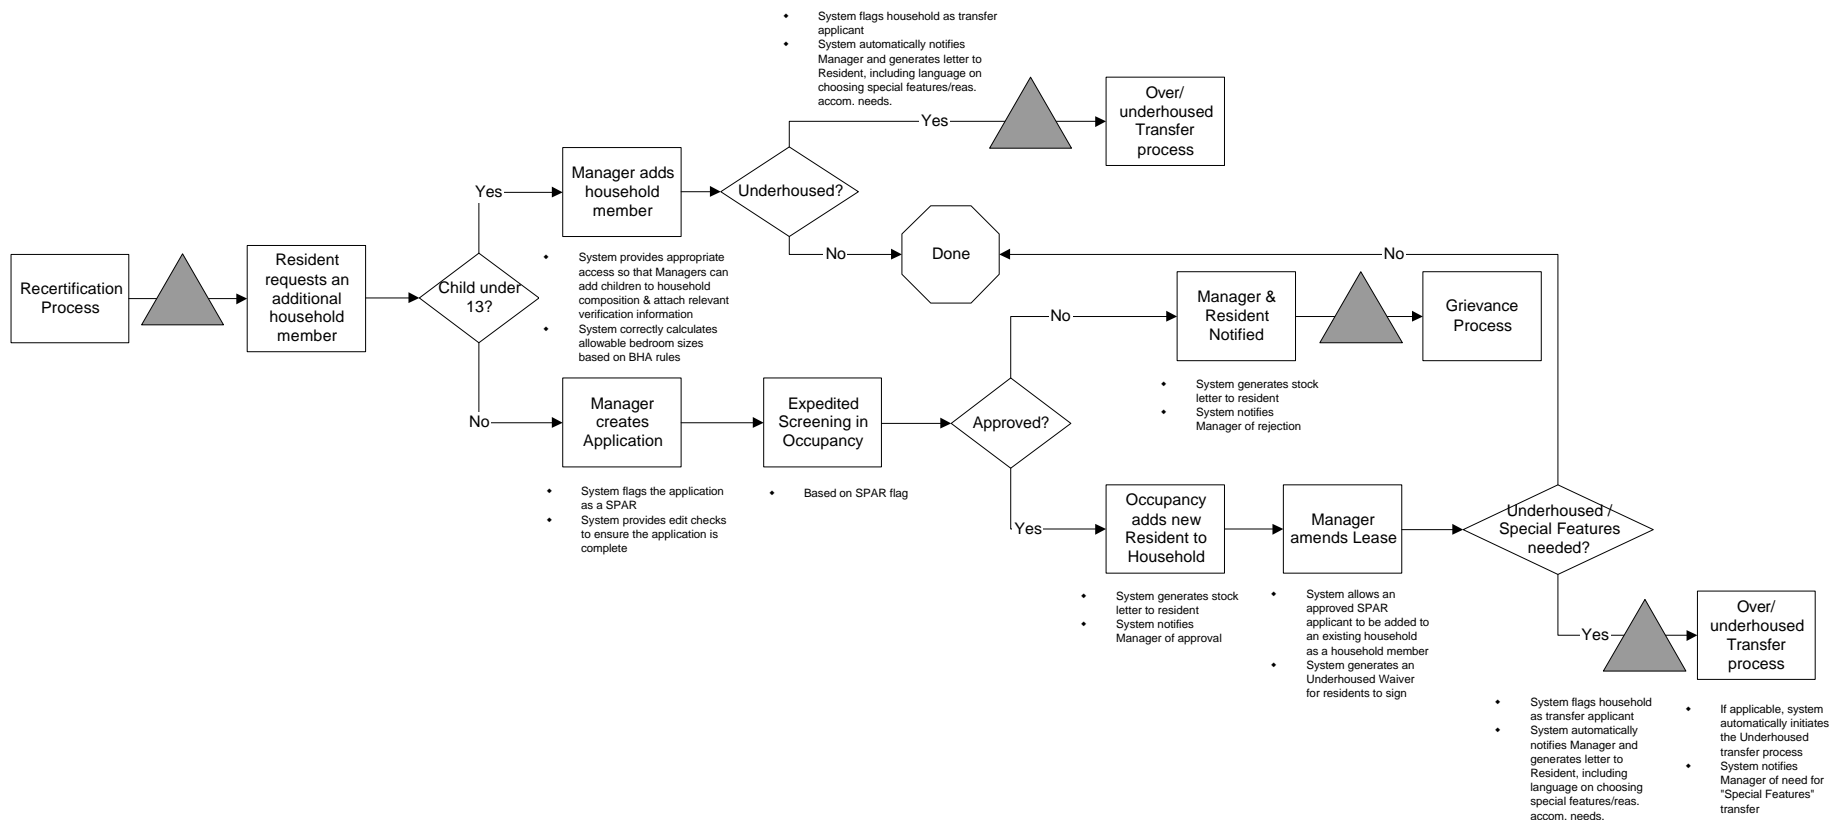 System flags household as transfer
applicant
System automatically notifies
Manager and generates letter to
Resident, including language on
choosing special features/reas.
accom. needs.
Over/
underhoused
Transfer
process
Yes
Manager adds
household
member
Yes
Underhoused?
No
Done
No
Recertification
Process
Resident
requests an
additional
household
member
Child under
13?
System provides appropriate
access so that Managers can
add children to household
composition & attach relevant
verification information
System correctly calculates
allowable bedroom sizes
based on BHA rules
Manager &
Resident
Notified
Grievance
Process
No
System generates stock
letter to resident
System notifies
Manager of rejection
No
Manager
creates
Application
Expedited
Screening in
Occupancy
Approved?
System flags the application
as a SPAR
System provides edit checks
to ensure the application is
complete
Based on SPAR flag
Yes
Occupancy
adds new
Resident to
Household
Manager
amends Lease
Underhoused /
Special Features
needed?
System generates stock
letter to resident
System notifies
Manager of approval
System allows an
approved SPAR
applicant to be added to
an existing household
as a household member
System generates an
Underhoused Waiver
for residents to sign
Yes
Over/
underhoused
Transfer
process
System flags household
as transfer applicant
System automatically
notifies Manager and
generates letter to
Resident, including
language on choosing
special features/reas.
accom. needs.
If applicable, system
automatically initiates
the Underhoused
transfer process
System notifies
Manager of need for
"Special Features"
transfer